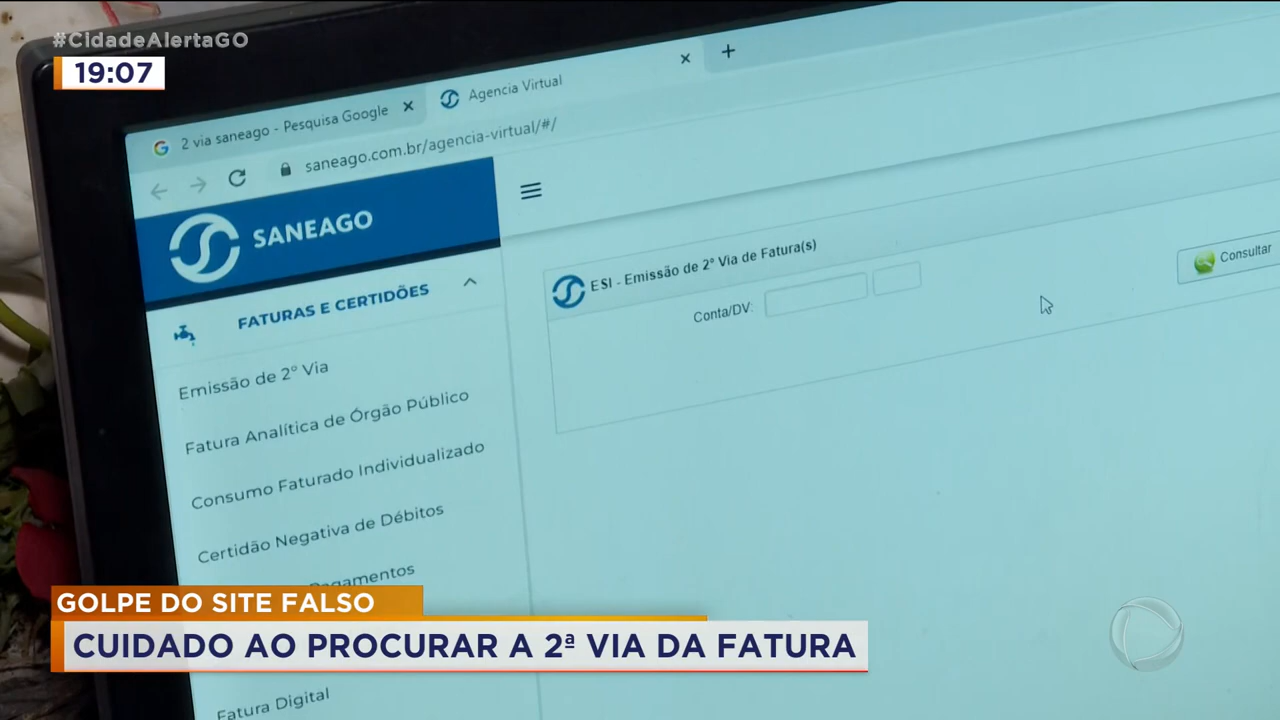 #CidadeAlertaGO
19:07
2 via saneago - Pesquisa Google
Agencia Virtual
saneago.com.br/agencia-virtual/#/
SANEAGO
FATURAS E CERTIDÕES
Emissão de 2º Via
Fatura Analítica de Órgão Público
Consumo Faturado Individualizado
Certidão Negativa de Débitos
Pagamentos
Fatura Digital
ESI - Emissão de 2ª Via de Fatura(s)
Conta/DV:
Consultar
GOLPE DO SITE FALSO
CUIDADO AO PROCURAR A 2ª VIA DA FATURA